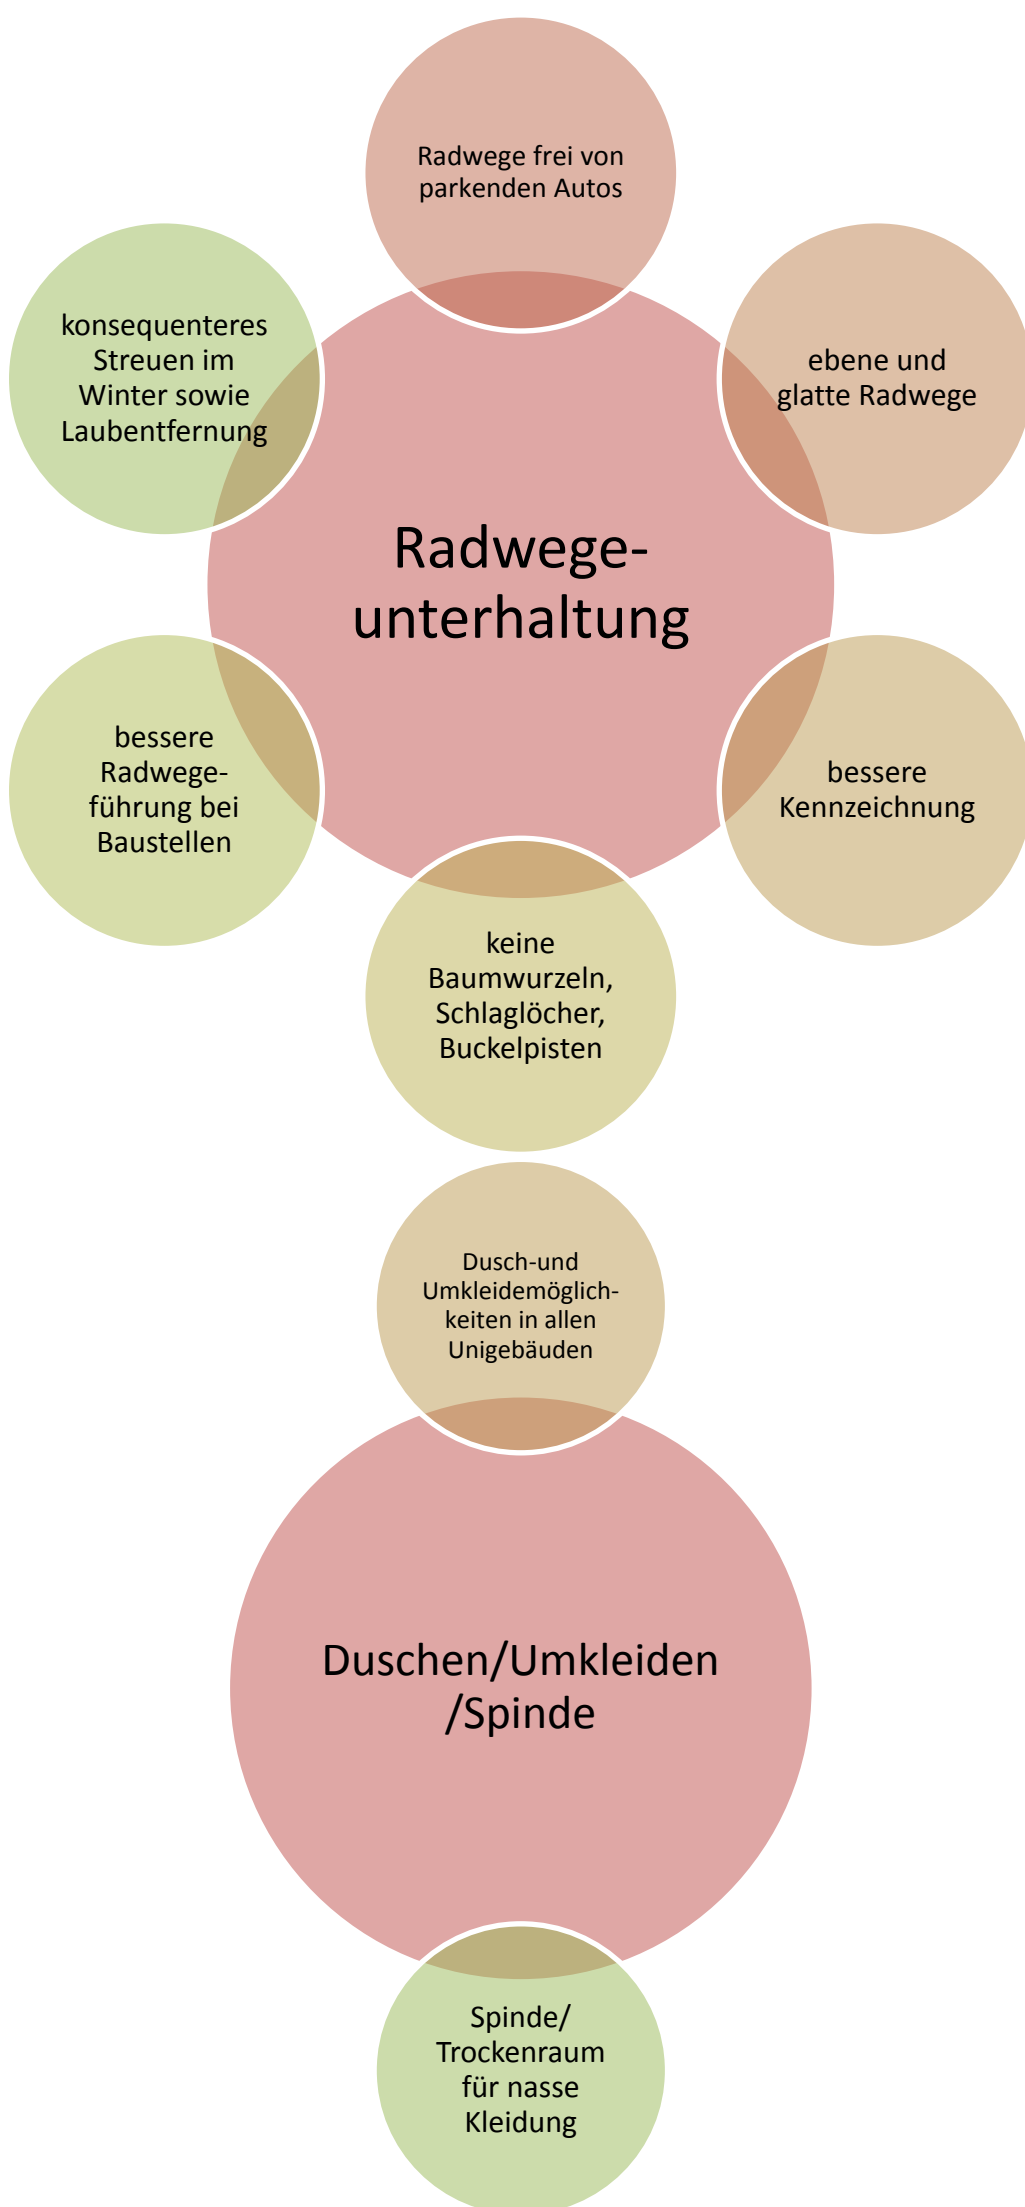 Radwege frei von
parkenden Autos
konsequenteres
Streuen im
Winter sowie
Laubentfernung
ebene und
glatte Radwege
Radwege-
unterhaltung
bessere
Radwege-
führung bei
Baustellen
bessere
Kennzeichnung
keine
Baumwurzeln,
Schlaglöcher,
Buckelpisten
Dusch-und
Umkleidemöglich-
keiten in allen
Unigebäuden
Duschen/Umkleiden
/Spinde
Spinde/
Trockenraum
für nasse
Kleidung